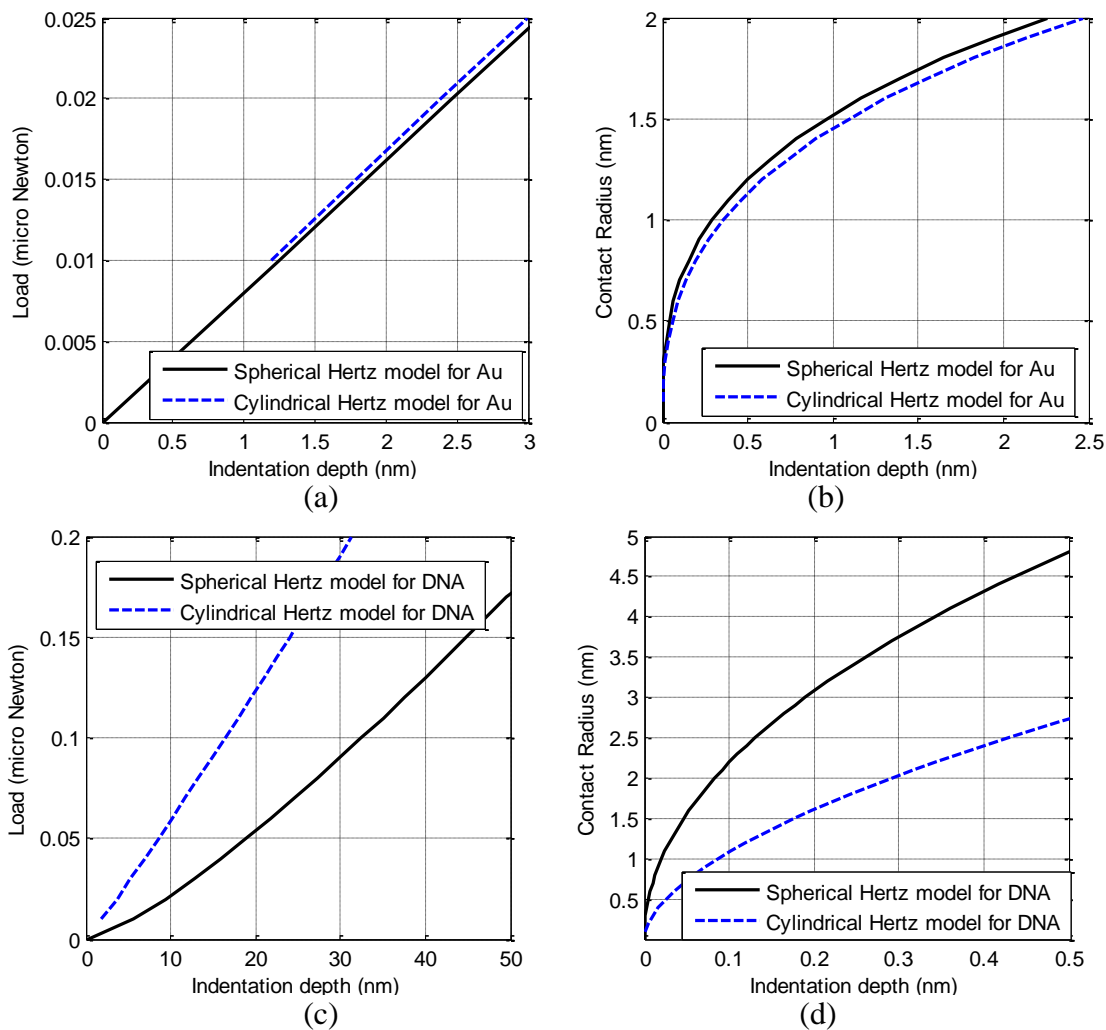 0.025
0.02
0.015
0.01
0.005
0
Load (micro Newton)
Spherical Hertz model for Au
Cylindrical Hertz model for Au
0 0.5 1 1.5 2 2.5 3
Indentation depth (nm)
(a)
2
1.5
1
0.5
0
Contact Radius (nm)
Spherical Hertz model for Au
Cylindrical Hertz model for Au
0 0.5 1 1.5 2 2.5
Indentation depth (nm)
(b)
0.2
0.15
0.1
0.05
0
Load (micro Newton)
Spherical Hertz model for DNA
Cylindrical Hertz model for DNA
0 10 20 30 40 50
Indentation depth (nm)
(c)
5
4.5
4
3.5
3
2.5
2
1.5
1
0.5
Contact Radius (nm)
Spherical Hertz model for DNA
Cylindrical Hertz model for DNA
0 0.1 0.2 0.3 0.4 0.5
Indentation depth (nm)
(d)